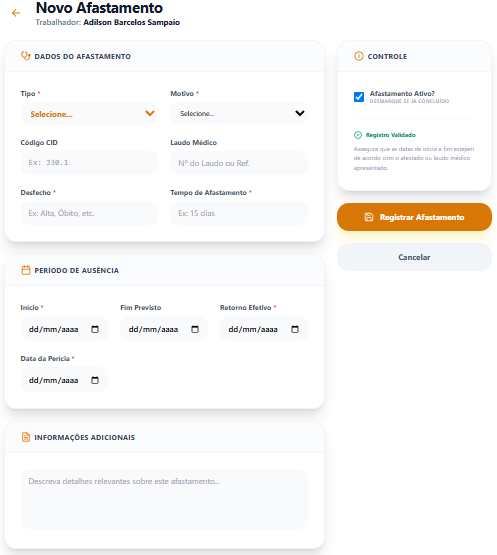 Novo Afastamento
Trabalhador: Adilson Barcelos Sampaio
DADOS DO AFASTAMENTO
Tipo *
Motivo *
Selecione...
Selecione...
Código CID
Laudo Médico
Ex: J30.1
Nº do Laudo ou Ref.
Desfecho *
Tempo de Afastamento *
Ex: Alta, Óbito, etc.
Ex: 15 dias
PERÍODO DE AUSÊNCIA
Início *
Fim Previsto
Retorno Efetivo *
dd/mm/aaaa
dd/mm/aaaa
dd/mm/aaaa
Data da Perícia *
dd/mm/aaaa
INFORMAÇÕES ADICIONAIS
Descreva detalhes relevantes sobre este afastamento...
CONTROLE
Afastamento Ativo?
DESMARQUE SE JÁ CONCLUÍDO
Registro Validado
Assegure que as datas de início e fim estejam
de acordo com o atestado ou laudo médico
apresentado.
Registrar Afastamento
Cancelar